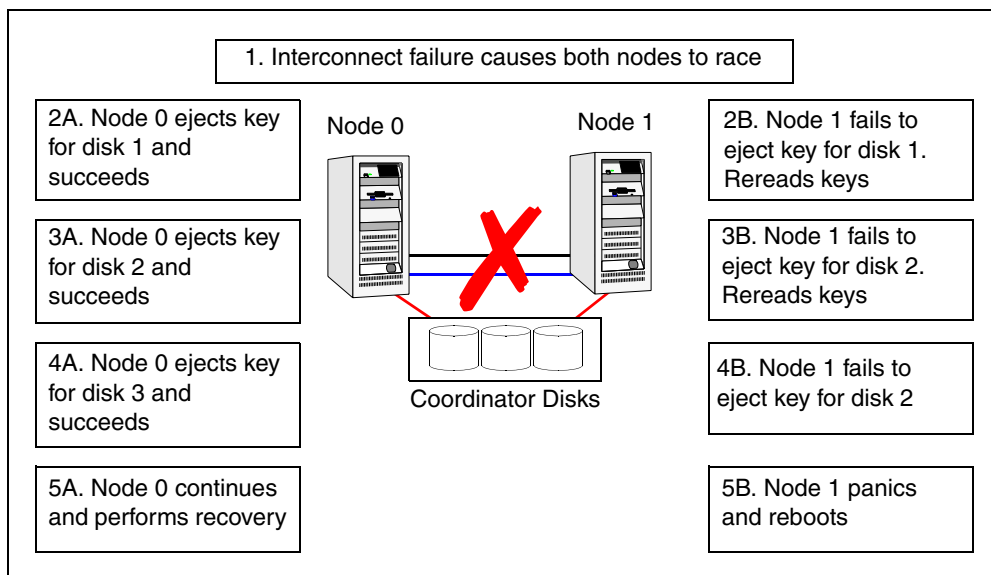 1. Interconnect failure causes both nodes to race
2A. Node 0 ejects key
for disk 1 and
succeeds
Node 0
Node 1
2B. Node 1 fails to
eject key for disk 1.
Rereads keys
3A. Node 0 ejects key
for disk 2 and
succeeds
3B. Node 1 fails to
eject key for disk 2.
Rereads keys
4A. Node 0 ejects key
for disk 3 and
succeeds
Coordinator Disks
4B. Node 1 fails to
eject key for disk 2
5A. Node 0 continues
and performs recovery
5B. Node 1 panics
and reboots